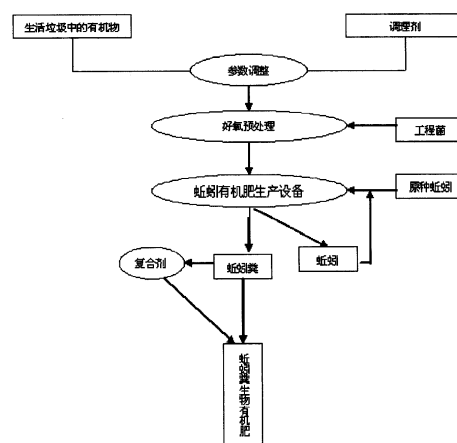 生活垃圾中的有机物
调理剂
参数调整
好氧预处理
工程菌
蚯蚓有机肥生产设备
原种蚯蚓
复合剂
蚯蚓粪
蚯蚓
蚯蚓粪生物有机肥